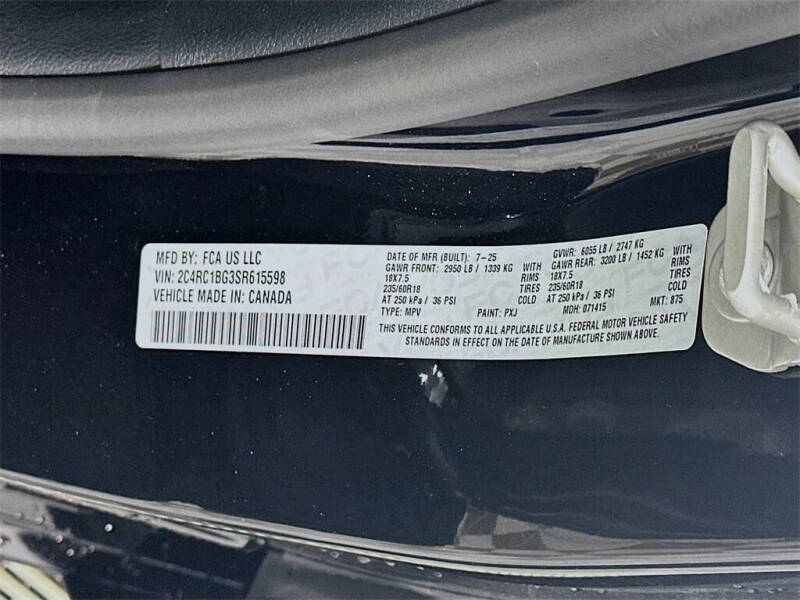 MFD BY: FCA US LLC
VIN: 2C4RC1BG3SR615598
VEHICLE MADE IN: CANADA
DATE OF MFR (BUILT): 7-25 GVWR: 6055 LB / 2747 KG
GAWR FRONT: 2950 LB / 1339 KG GAWR REAR: 3200 LB / 1452 KG
18X7.5 RIMS 18X7.5 RIMS
235/60R18 TIRES 235/60R18 TIRES
AT 250 kPa / 36 PSI COLD AT 250 kPa / 36 PSI COLD
TYPE: MPV PAINT: PXJ MDH: 071415 MKT: 875
THIS VEHICLE CONFORMS TO ALL APPLICABLE U.S.A. FEDERAL MOTOR VEHICLE SAFETY
STANDARDS IN EFFECT ON THE DATE OF MANUFACTURE SHOWN ABOVE.